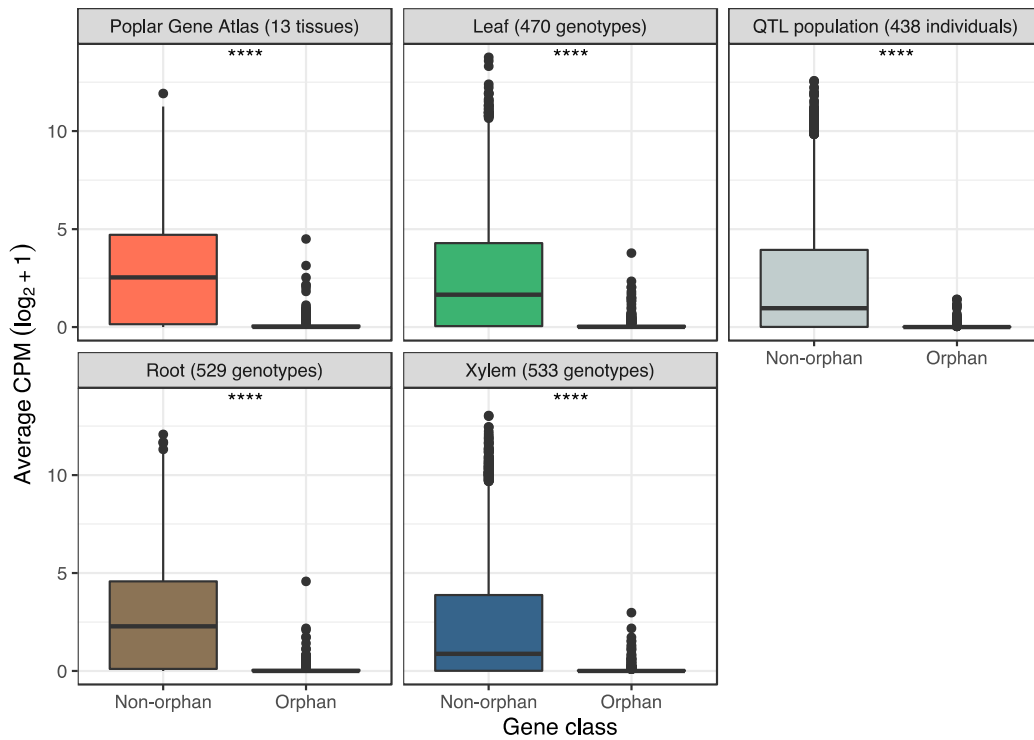 Poplar Gene Atlas (13 tissues)
Leaf (470 genotypes)
QTL population (438 individuals)
****
****
****
10
5
0
Non-orphan
Orphan
Root (529 genotypes)
Xylem (533 genotypes)
****
****
10
5
0
Non-orphan
Orphan
Non-orphan
Orphan
Average CPM (log2 + 1)
Gene class